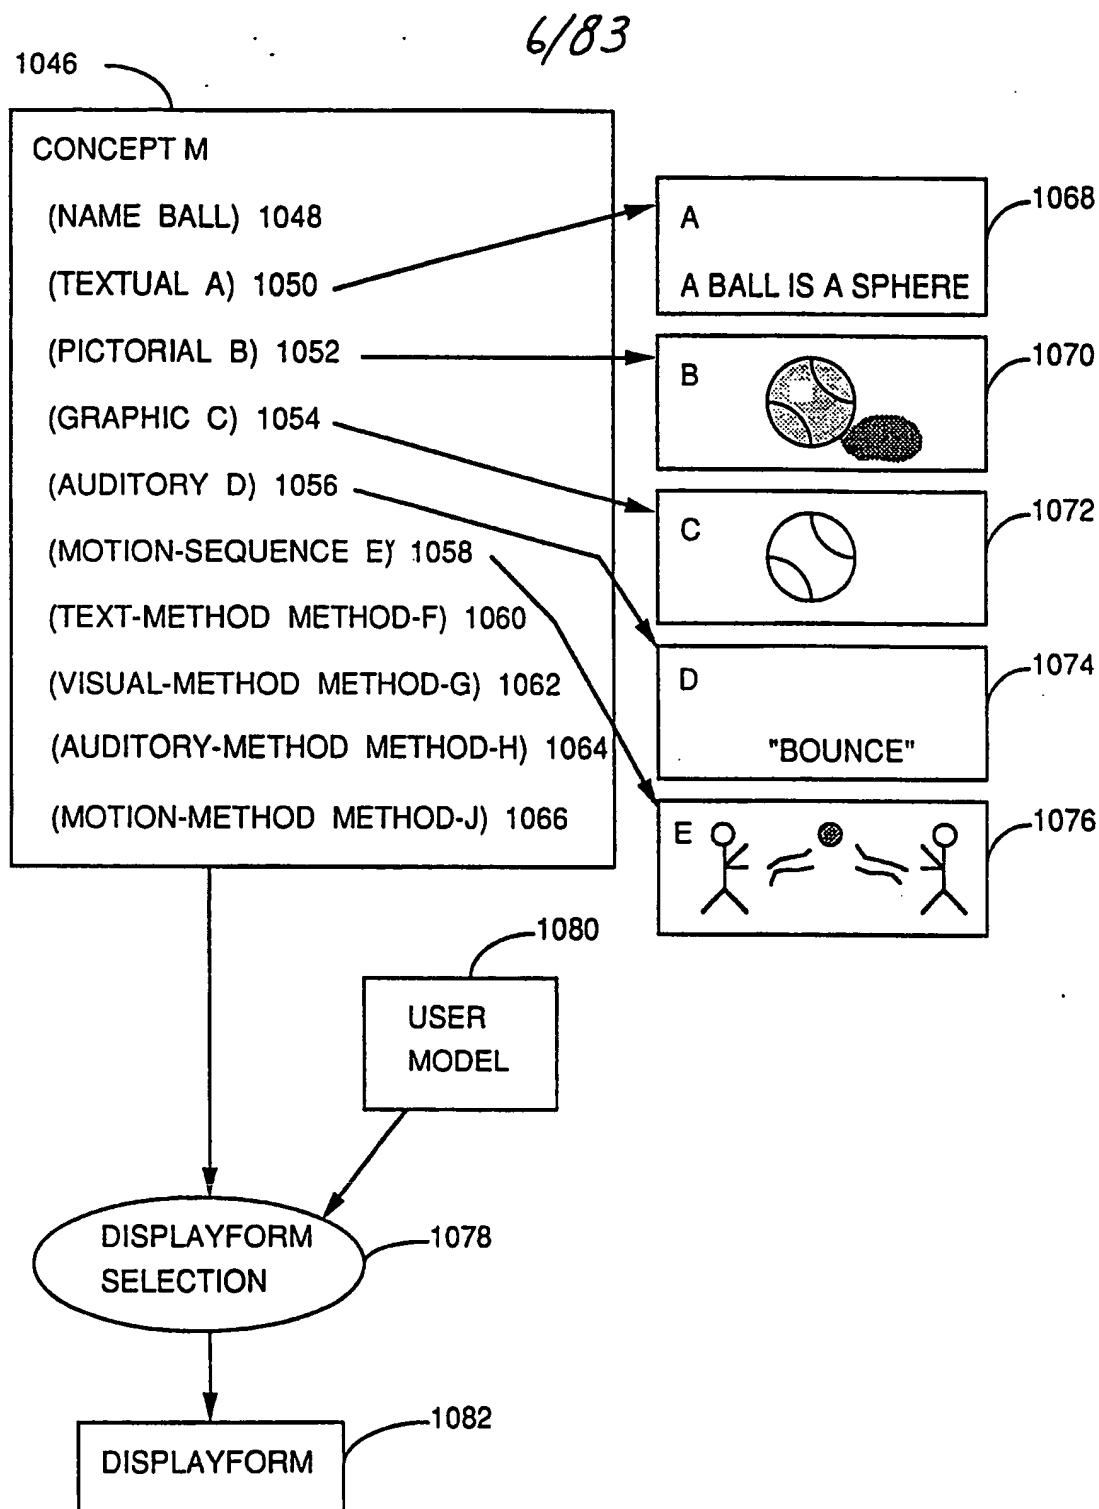 6/83
1046
CONCEPT M
(NAME BALL) 1048
(TEXTUAL A) 1050
(PICTORIAL B) 1052
(GRAPHIC C) 1054
(AUDITORY D) 1056
(MOTION-SEQUENCE E) 1058
(TEXT-METHOD METHOD-F) 1060
(VISUAL-METHOD METHOD-G) 1062
(AUDITORY-METHOD METHOD-H) 1064
(MOTION-METHOD METHOD-J) 1066
A
A BALL IS A SPHERE
1068
B
1070
C
1072
D
"BOUNCE"
1074
E
1076
1080
USER
MODEL
DISPLAYFORM
SELECTION
1078
1082
DISPLAYFORM